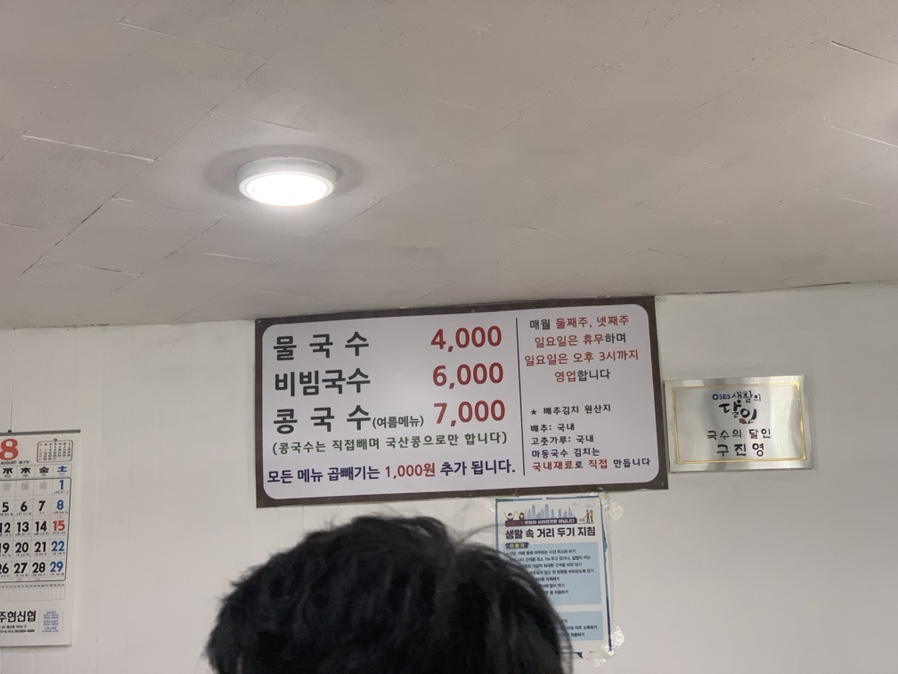 물국수 4,000
비빔국수 6,000
콩국수(여름메뉴) 7,000
(콩국수는 직접빼며 국산콩으로만 합니다)
모든 메뉴 곱빼기는 1,000원 추가 됩니다.
매월 둘째주, 넷째주
일요일은 휴무하며
일요일은 오후 3시까지
영업합니다
★ 배추김치 원산지
배추: 국내
고춧가루: 국내
마동국수 김치는
국내재료로 직접 만듭니다
SBS 생활의
달인
국수의 달인
구진영
8
AUGUST
木 金 土
1
5 6 7 8
12 13 14 15
19 20 21 22
26 27 28 29
주현신협
생활 속 거리 두기 지침